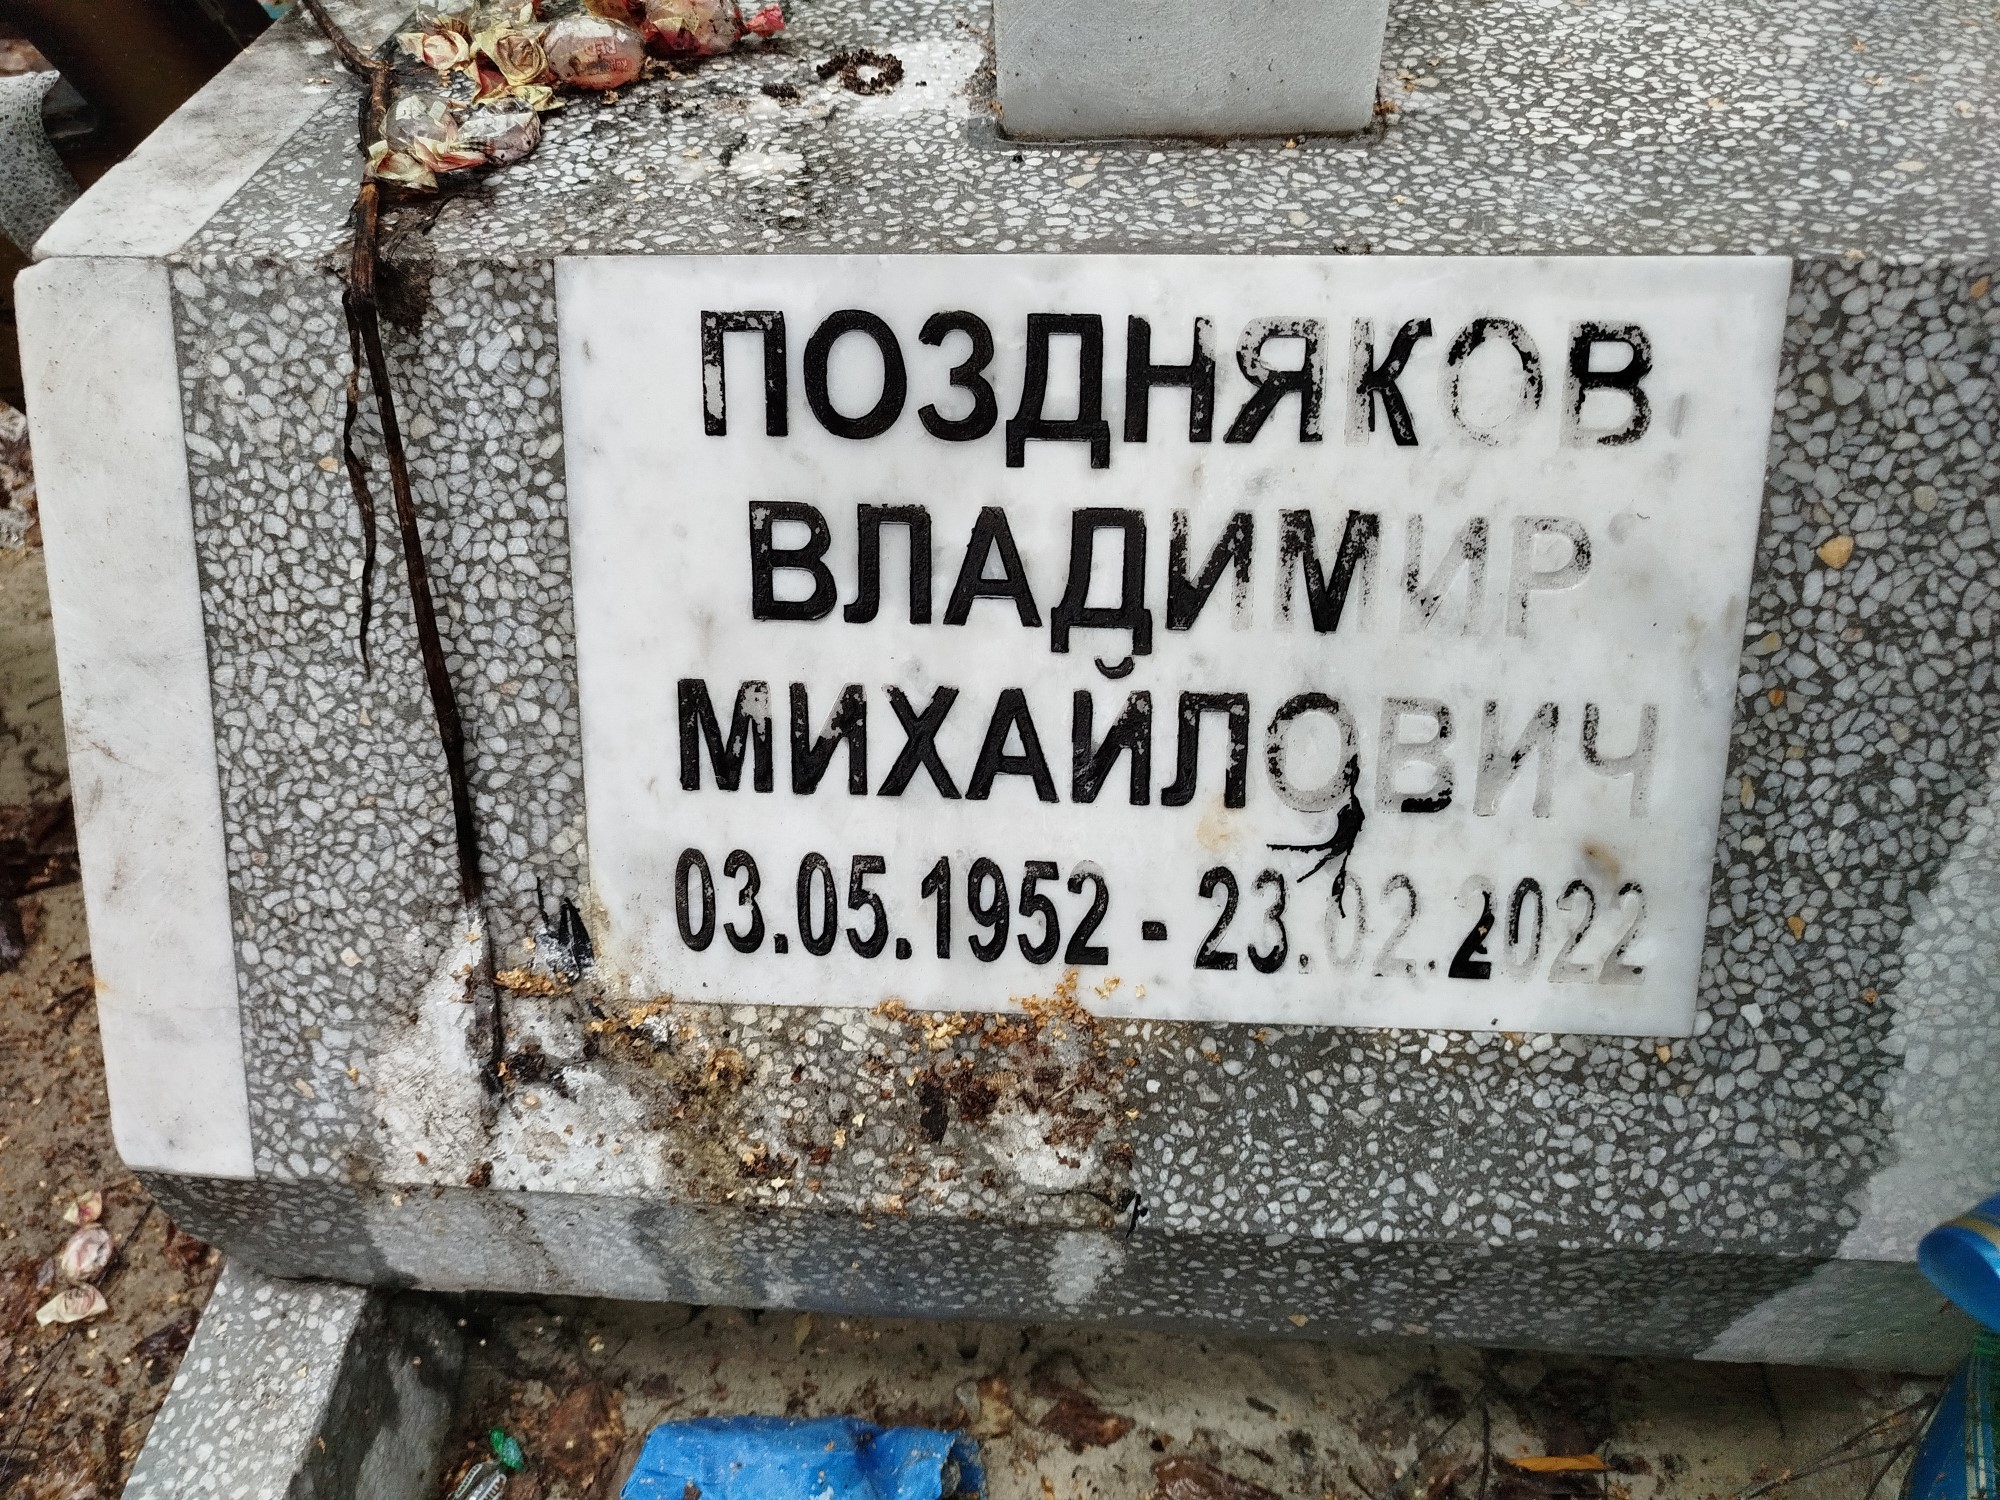 ПОЗДНЯКОВ
ВЛАДИМИР
МИХАЙЛОВИЧ
03.05.1952 - 23.02.2022